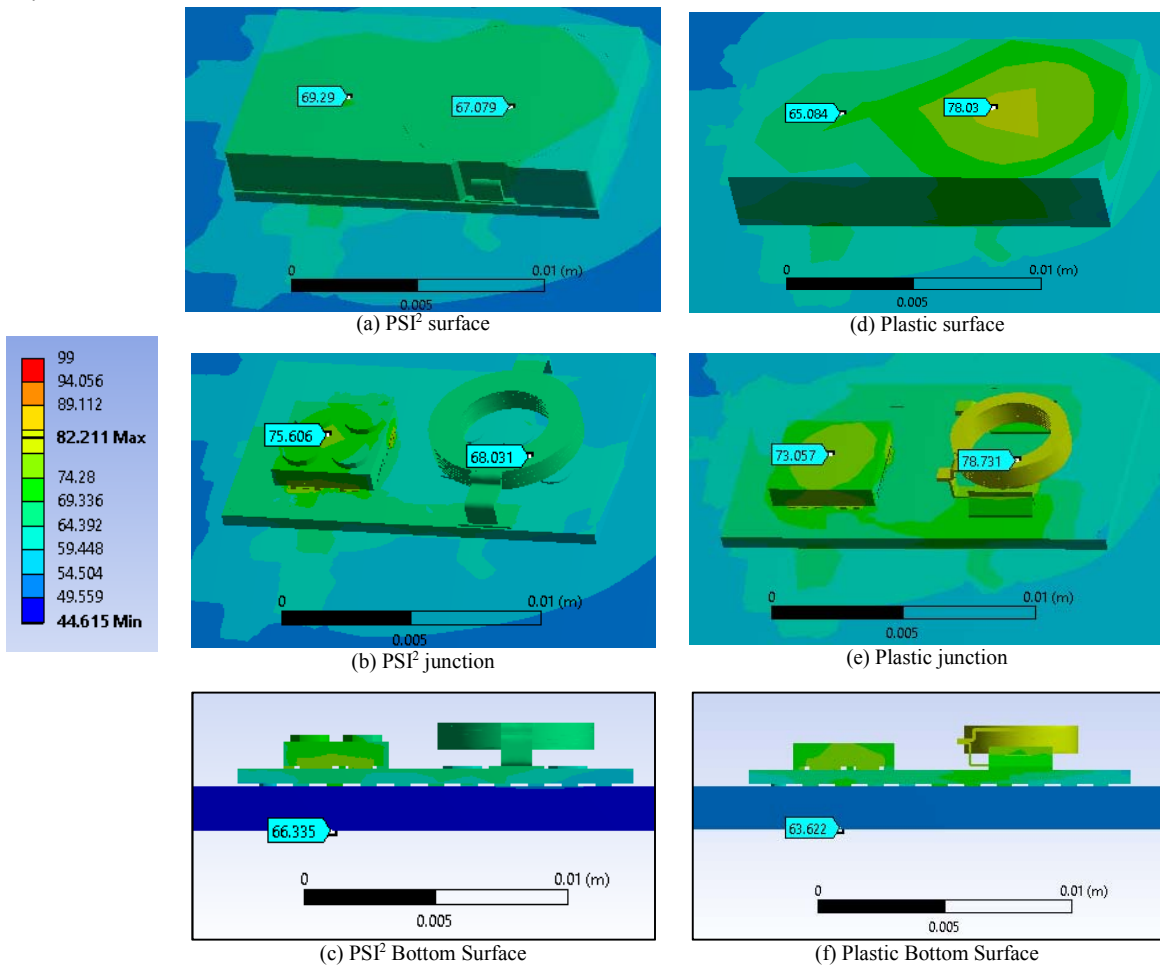 69.29
67.079
0
0.01 (m)
0.005
(a) PSI² surface
65.084
78.03
0
0.01 (m)
0.005
(d) Plastic surface
99
94.056
89.112
82.211 Max
74.28
69.336
64.392
59.448
54.504
49.559
44.615 Min
75.606
68.031
0
0.01 (m)
0.005
(b) PSI² junction
73.057
78.731
0
0.01 (m)
0.005
(e) Plastic junction
66.335
0
0.01 (m)
0.005
(c) PSI² Bottom Surface
63.622
0
0.01 (m)
0.005
(f) Plastic Bottom Surface